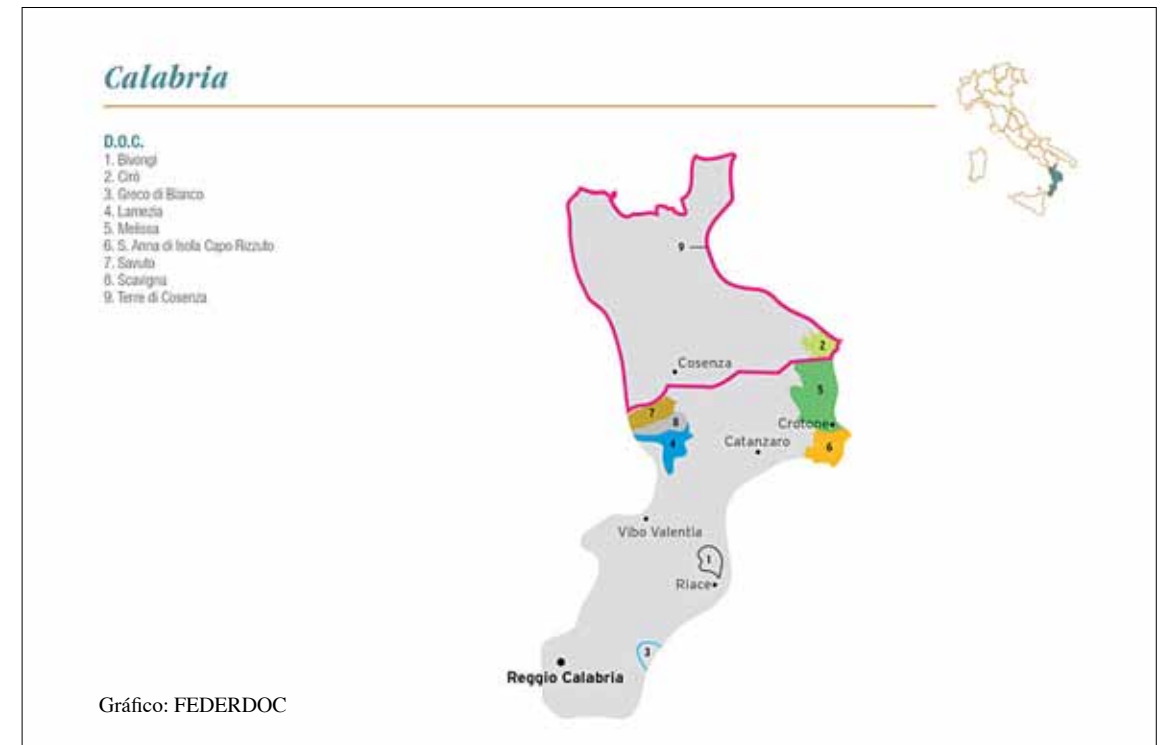 Calabria
D.O.C.
1. Bivongi
2. Cirò
3. Greco di Bianco
4. Lamezia
5. Melissa
6. S. Anna di Isola Capo Rizzuto
7. Savuto
8. Scavigna
9. Terre di Cosenza
9
2
Cosenza
5
7
8
Crotone
4
Catanzaro
6
Vibo Valentia
1
Riace
3
Reggio Calabria
Gráfico: FEDERDOC